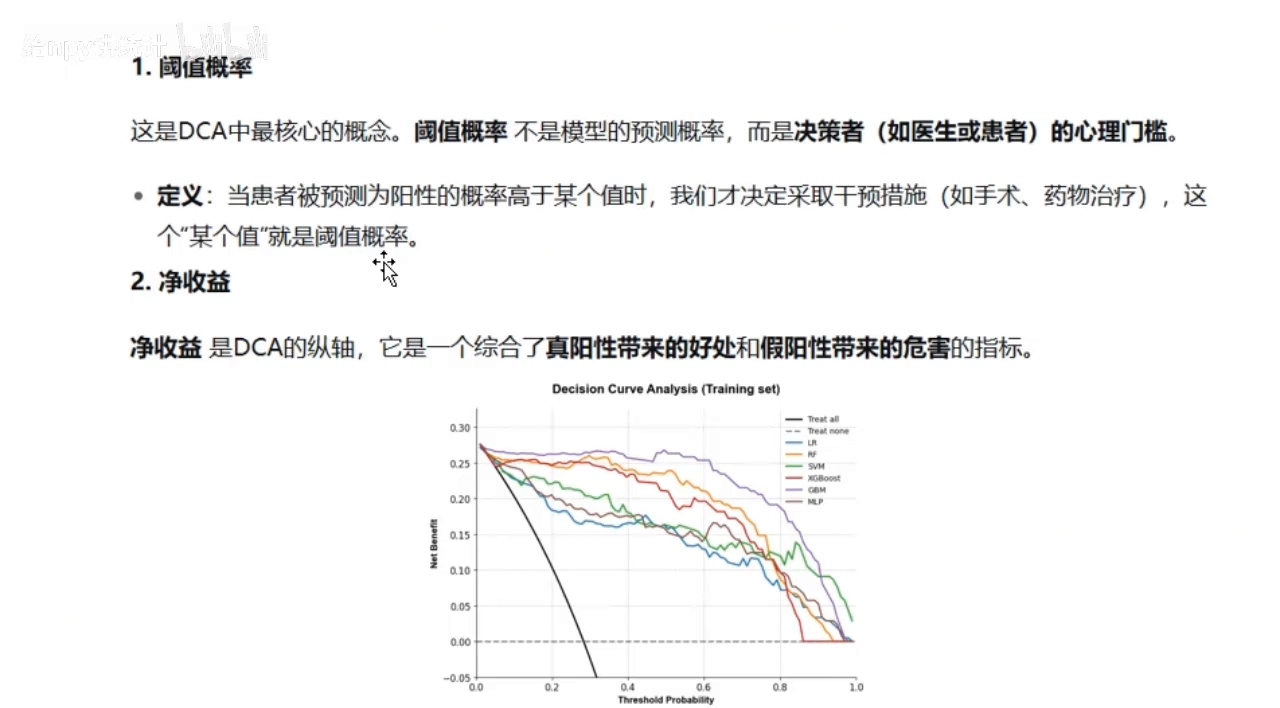 1. 阈值概率
这是DCA中最核心的概念。阈值概率 不是模型的预测概率，而是决策者（如医生或患者）的心理门槛。
• 定义：当患者被预测为阳性的概率高于某个值时，我们才决定采取干预措施（如手术、药物治疗），这
个“某个值”就是阈值概率。
2. 净收益
净收益 是DCA的纵轴，它是一个综合了真阳性带来的好处和假阳性带来的危害的指标。
Decision Curve Analysis (Training set)
Treat all
Treat none
LR
RF
SVM
XGBoost
GBM
MLP
Net Benefit
0.30
0.25
0.20
0.15
0.10
0.05
0.00
−0.05
0.0 0.2 0.4 0.6 0.8 1.0
Threshold Probability